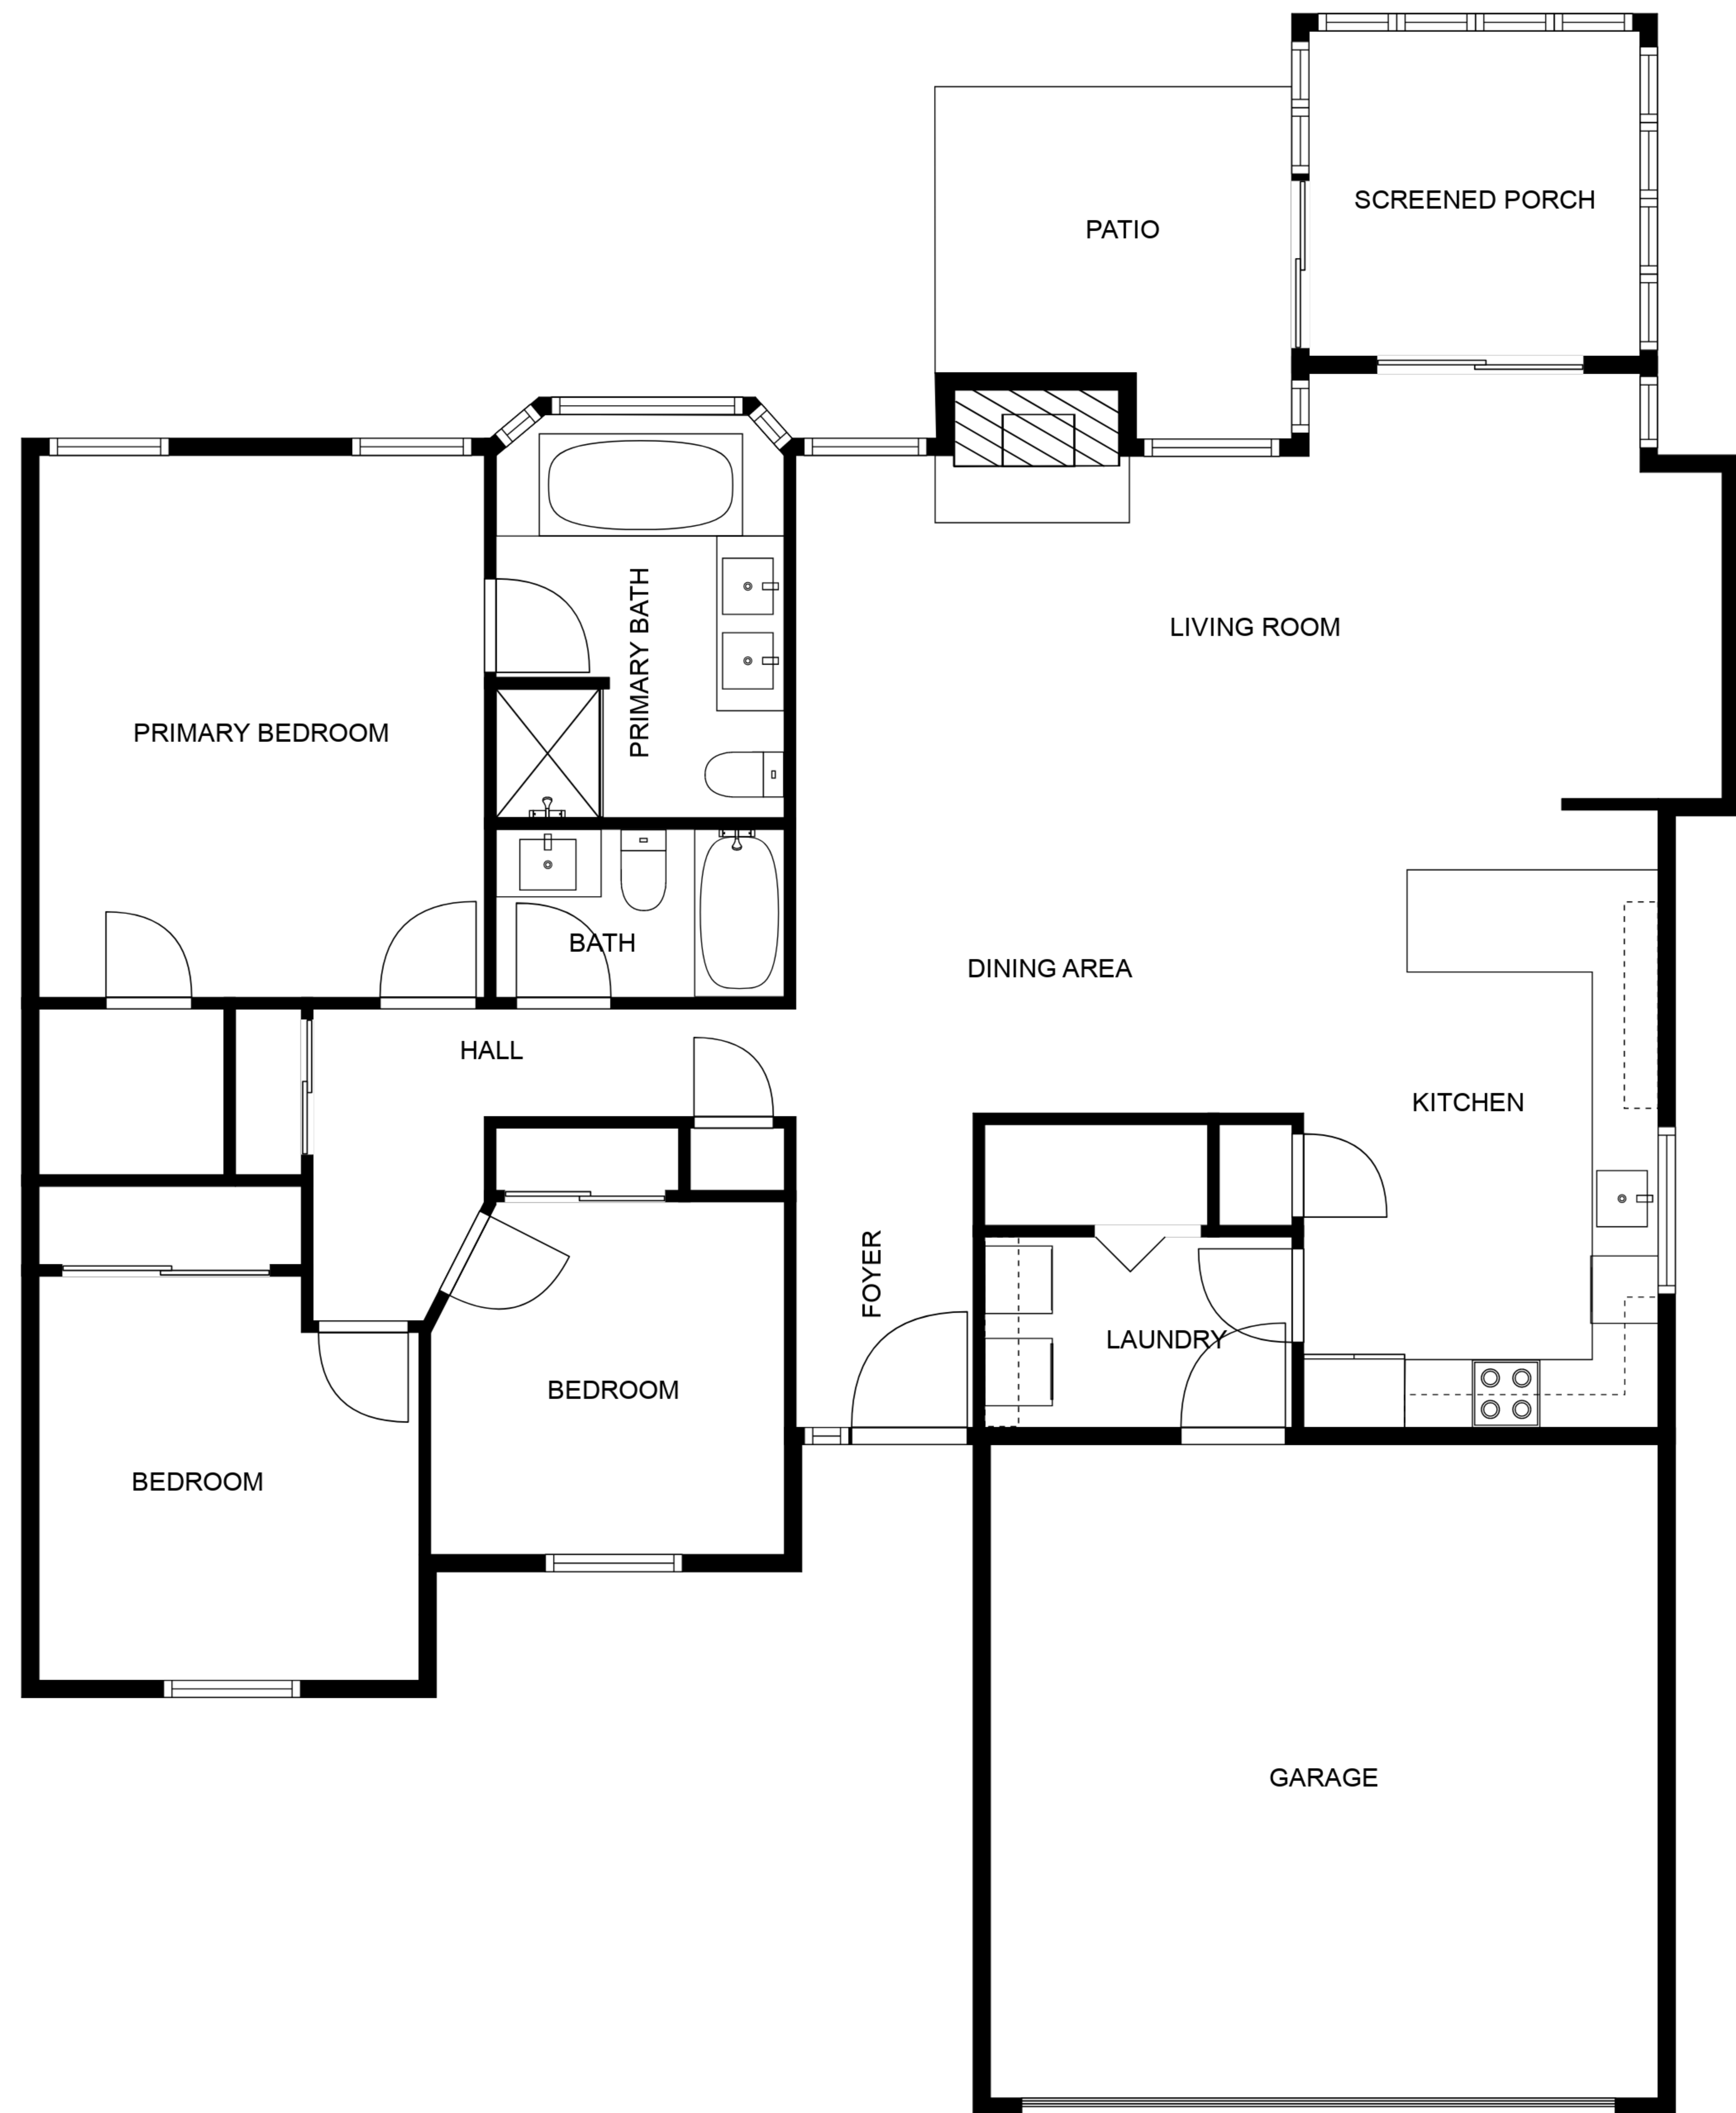 SCREENED PORCH
PATIO
LIVING ROOM
PRIMARY BATH
PRIMARY BEDROOM
BATH
DINING AREA
HALL
KITCHEN
FOYER
LAUNDRY
BEDROOM
BEDROOM
GARAGE